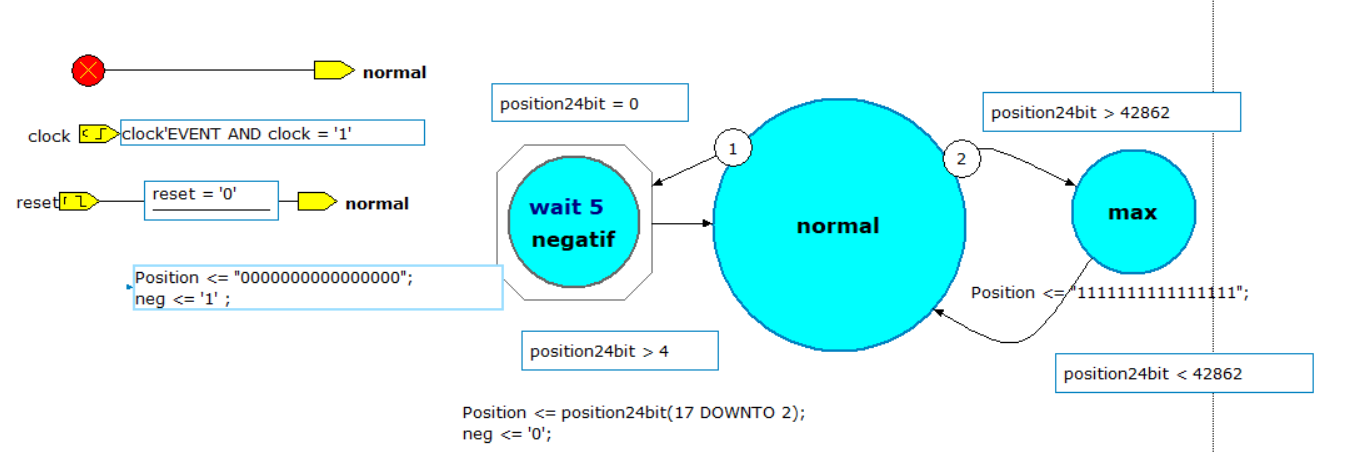 normal
clock
clock'EVENT AND clock = '1'
reset
reset = '0'
normal
Position <= "0000000000000000";
neg <= '1' ;
position24bit = 0
wait 5
negatif
1
normal
2
position24bit > 42862
max
Position <= "1111111111111111";
position24bit > 4
position24bit < 42862
Position <= position24bit(17 DOWNTO 2);
neg <= '0';